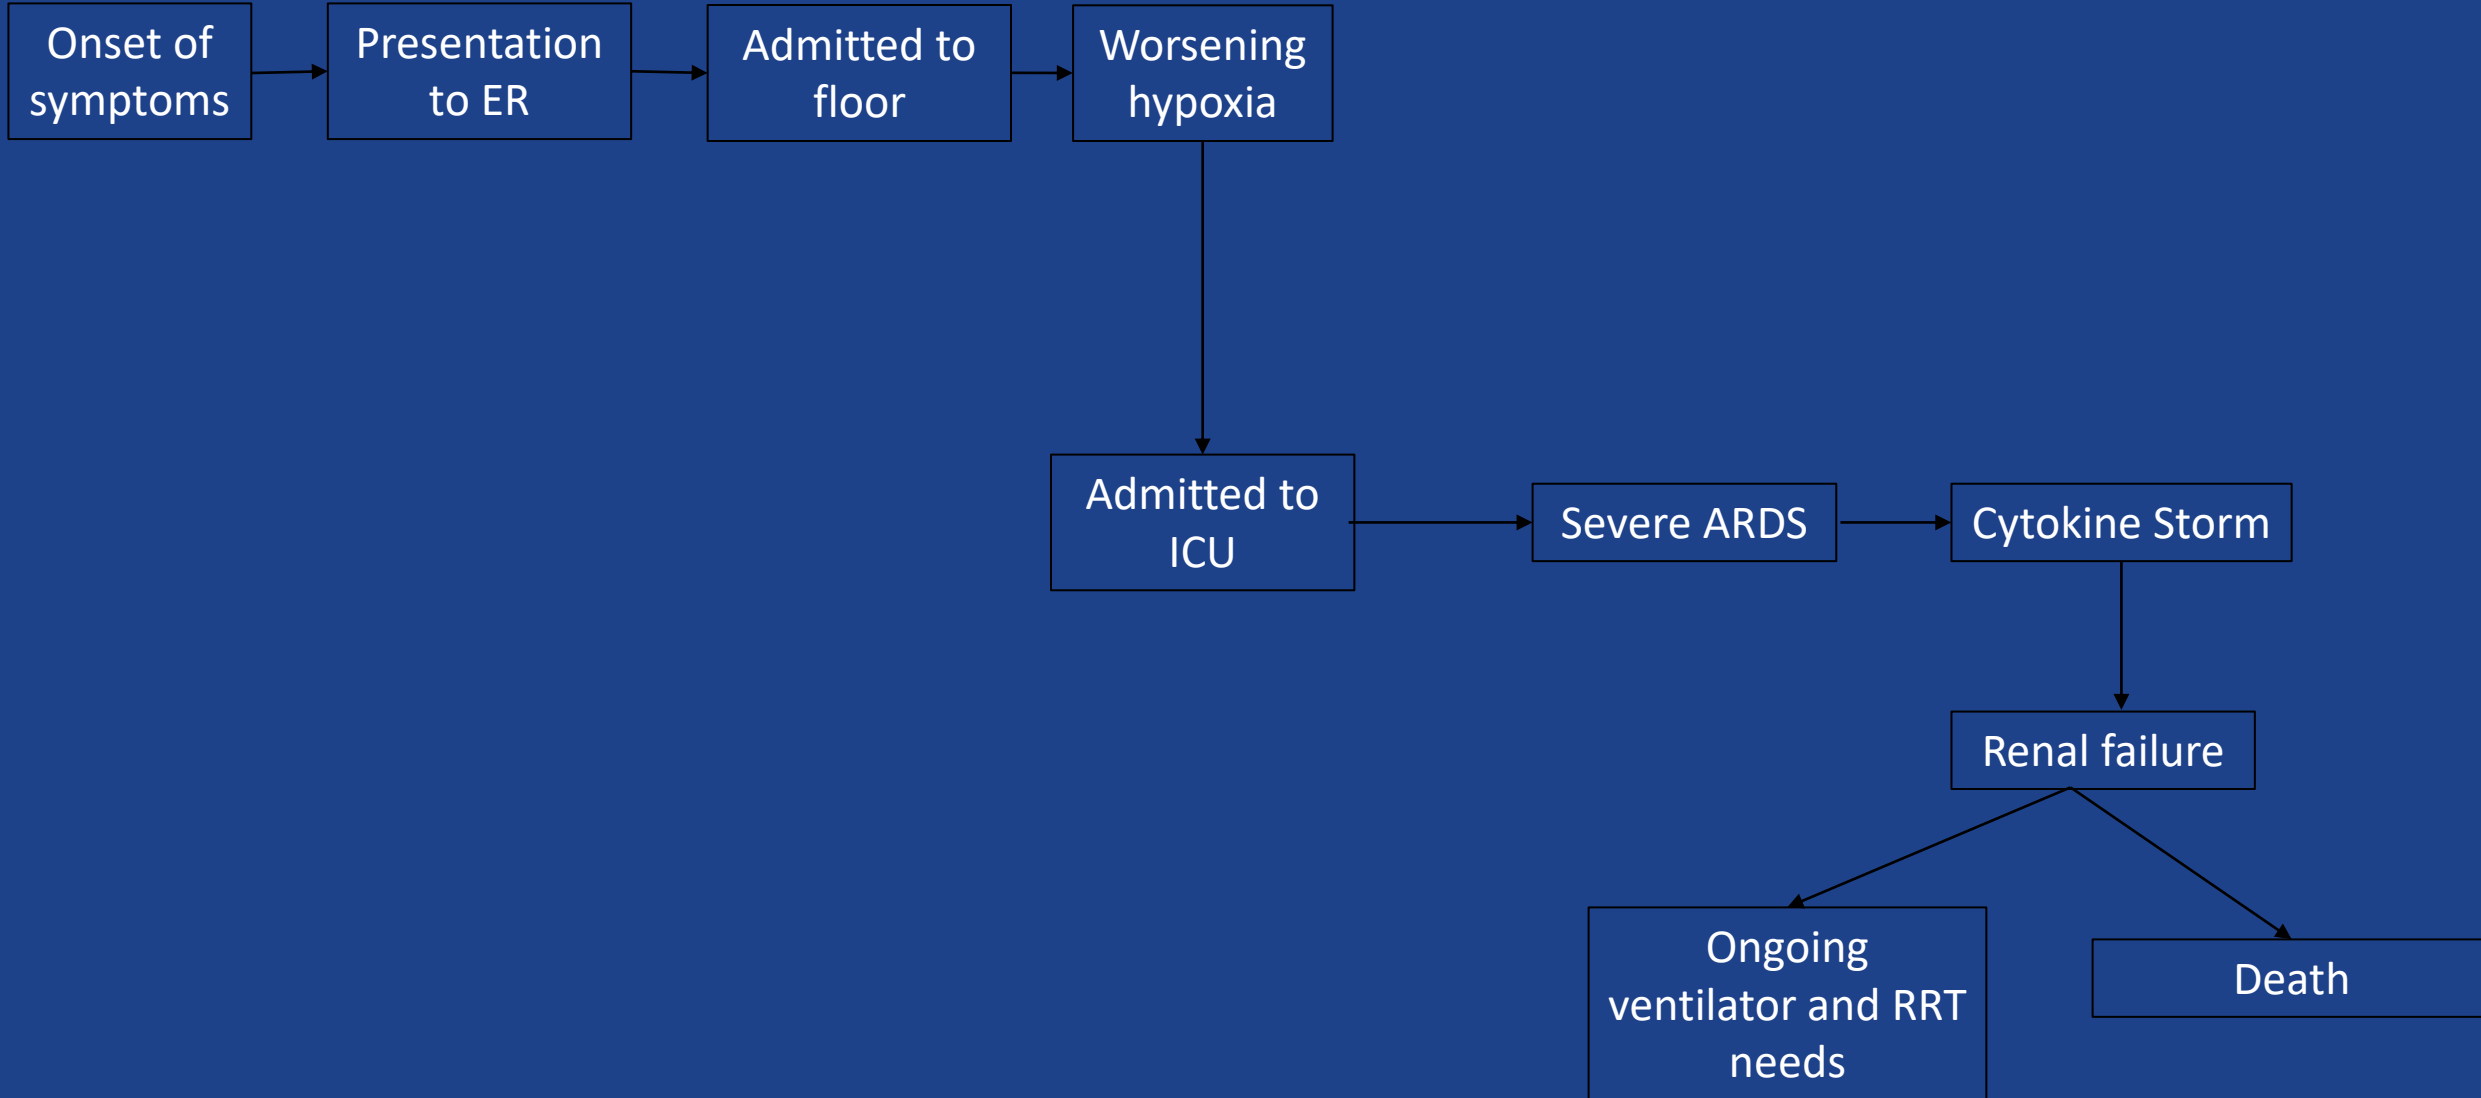 Onset of
symptoms
Presentation
to ER
Admitted to
floor
Worsening
hypoxia
Admitted to
ICU
Severe ARDS
Cytokine Storm
Renal failure
Ongoing
ventilator and RRT
needs
Death